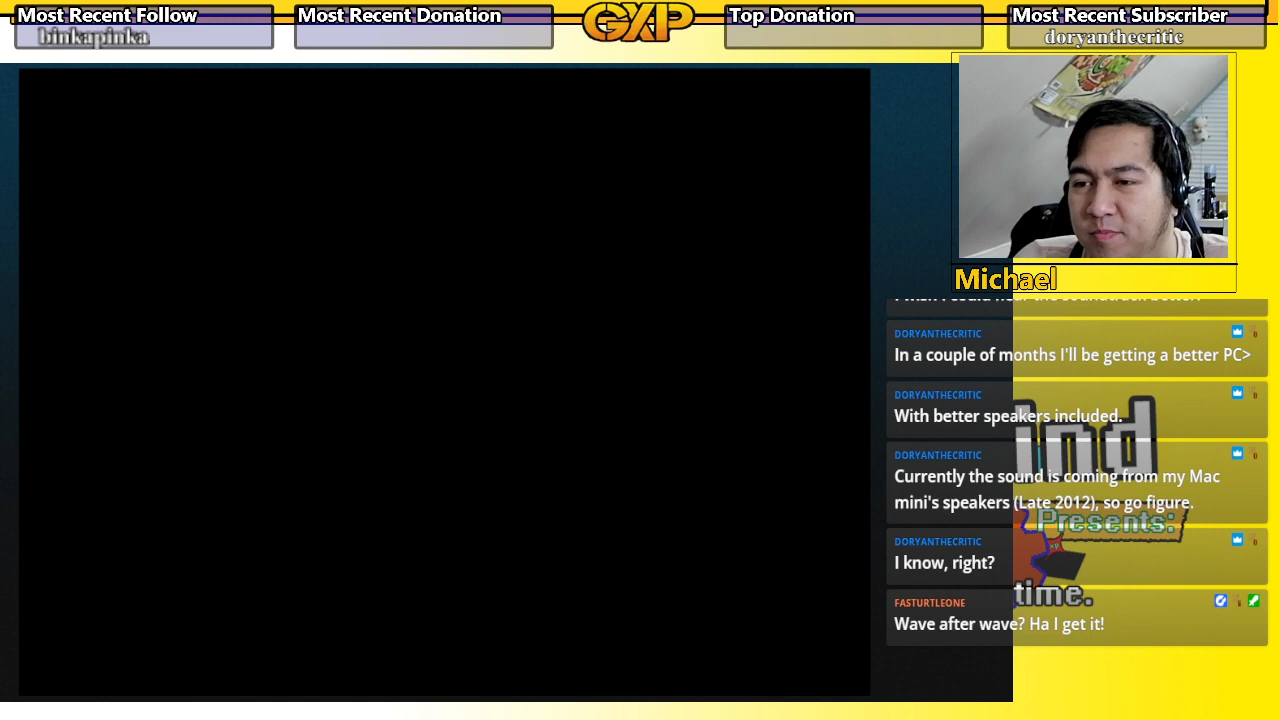 Most Recent Follow
binkapinka
Most Recent Donation
GXP
Top Donation
Most Recent Subscriber
doryanthecritic
Michael
DORYANTHECRITIC
In a couple of months I'll be getting a better PC>
DORYANTHECRITIC
With better speakers included.
DORYANTHECRITIC
Currently the sound is coming from my Mac
mini's speakers (Late 2012), so go figure.
DORYANTHECRITIC
I know, right?
FASTURTLEONE
Wave after wave? Ha I get it!
ind
Presents:
time.